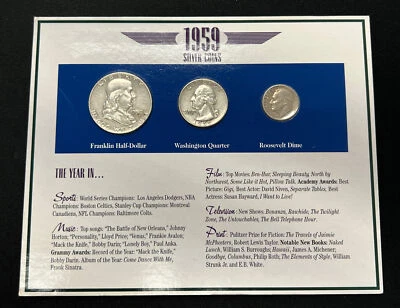 1959
SILVER COINS
Franklin Half-Dollar
Washington Quarter
Roosevelt Dime
THE YEAR IN...
Sports: World Series Champions: Los Angeles Dodgers, NBA
Champions: Boston Celtics, Stanley Cup Champions: Montreal
Canadiens, NFL Champions: Baltimore Colts.
Music: Top songs: "The Battle of New Orleans," Johnny
Horton; "Personality," Lloyd Price; "Venus," Frankie Avalon;
"Mack the Knife," Bobby Darin; "Lonely Boy," Paul Anka.
Grammy Awards: Record of the Year: "Mack the Knife,"
Bobby Darin, Album of the Year: Come Dance With Me,
Frank Sinatra.
Film: Top Movies: Ben-Hur, Sleeping Beauty, North by
Northwest, Some Like it Hot, Pillow Talk. Academy Awards:
Best Picture: Gigi, Best Actor: David Niven, Separate Tables, Best
Actress: Susan Hayward, I Want to Live!
Television: New Shows: Bonanza, Rawhide, The Twilight
Zone, The Untouchables, The Bell Telephone Hour
Print: Pulitzer Prize for Fiction: The Travels of Jaimie
McPheeters, Robert Lewis Taylor. Notable New Books: Naked
Lunch, William S. Burroughs; Hawaii, James A. Michener;
Goodbye, Columbus, Philip Roth; The Elements of Style, William
Strunk Jr. and E.B. White.